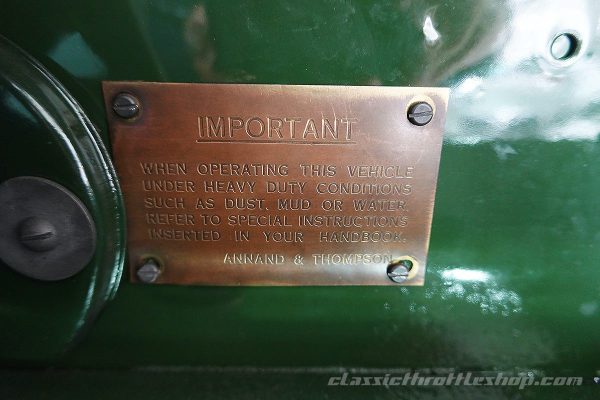 IMPORTANT
WHEN OPERATING THIS VEHICLE
UNDER HEAVY DUTY CONDITIONS
SUCH AS DUST, MUD OR WATER,
REFER TO SPECIAL INSTRUCTIONS
INSERTED IN YOUR HANDBOOK.
ANNAND & THOMPSON
classicthrottleshop.com